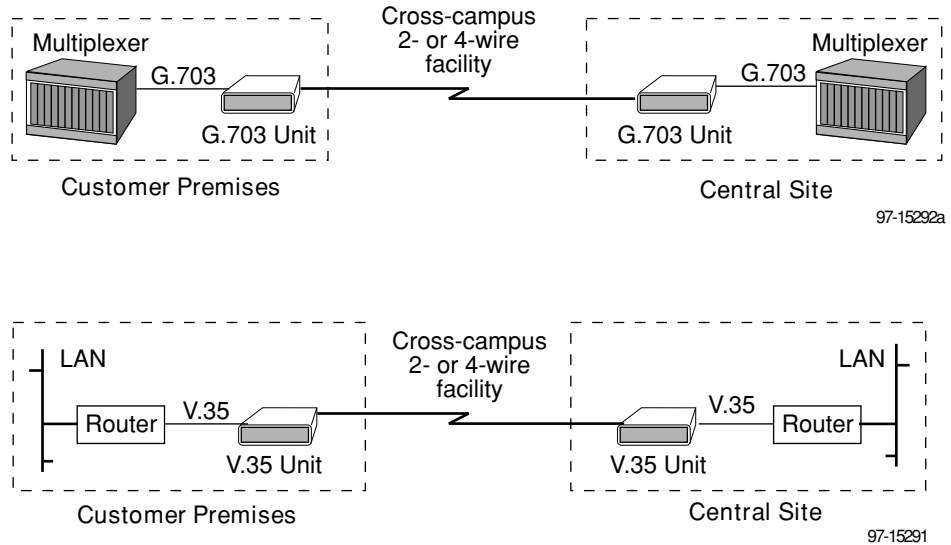 Cross-campus
2- or 4-wire
facility
Multiplexer
G.703
G.703 Unit
Customer Premises
Multiplexer
G.703
G.703 Unit
Central Site
97-15292a
Cross-campus
2- or 4-wire
facility
LAN
Router
V.35
V.35 Unit
Customer Premises
LAN
V.35
Router
V.35 Unit
Central Site
97-15291